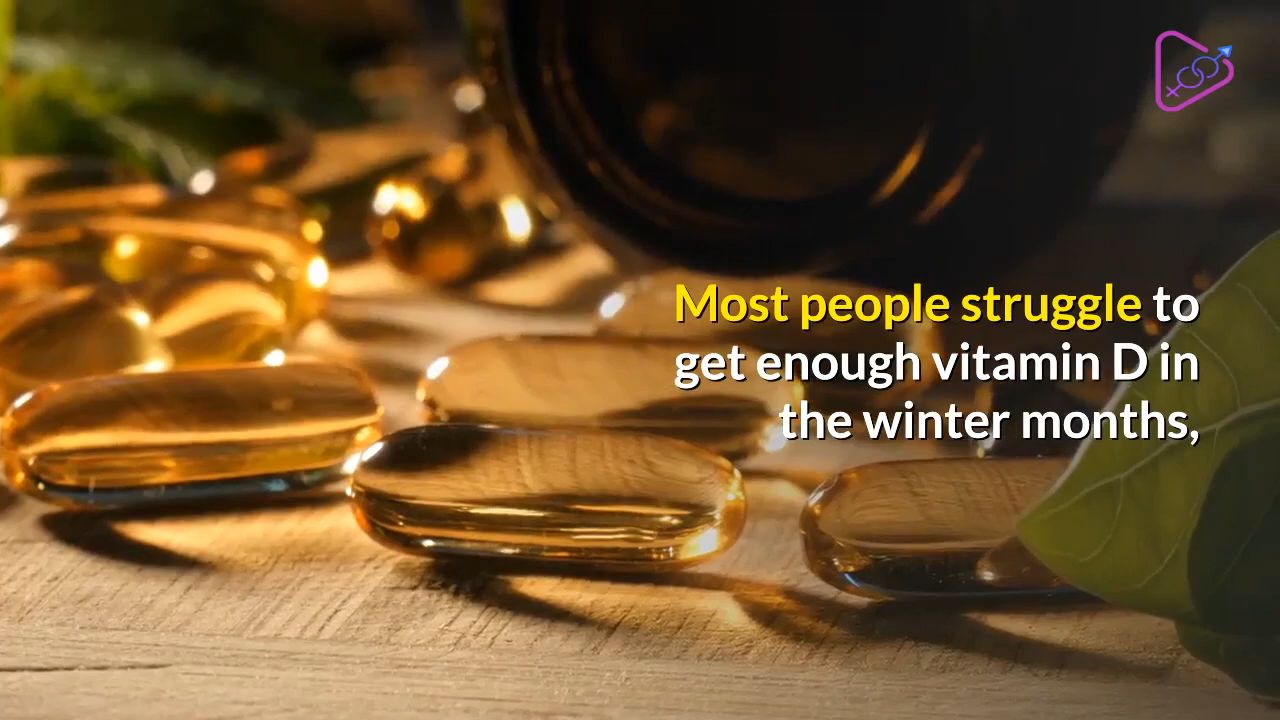 Most people struggle to
get enough vitamin D in
the winter months,